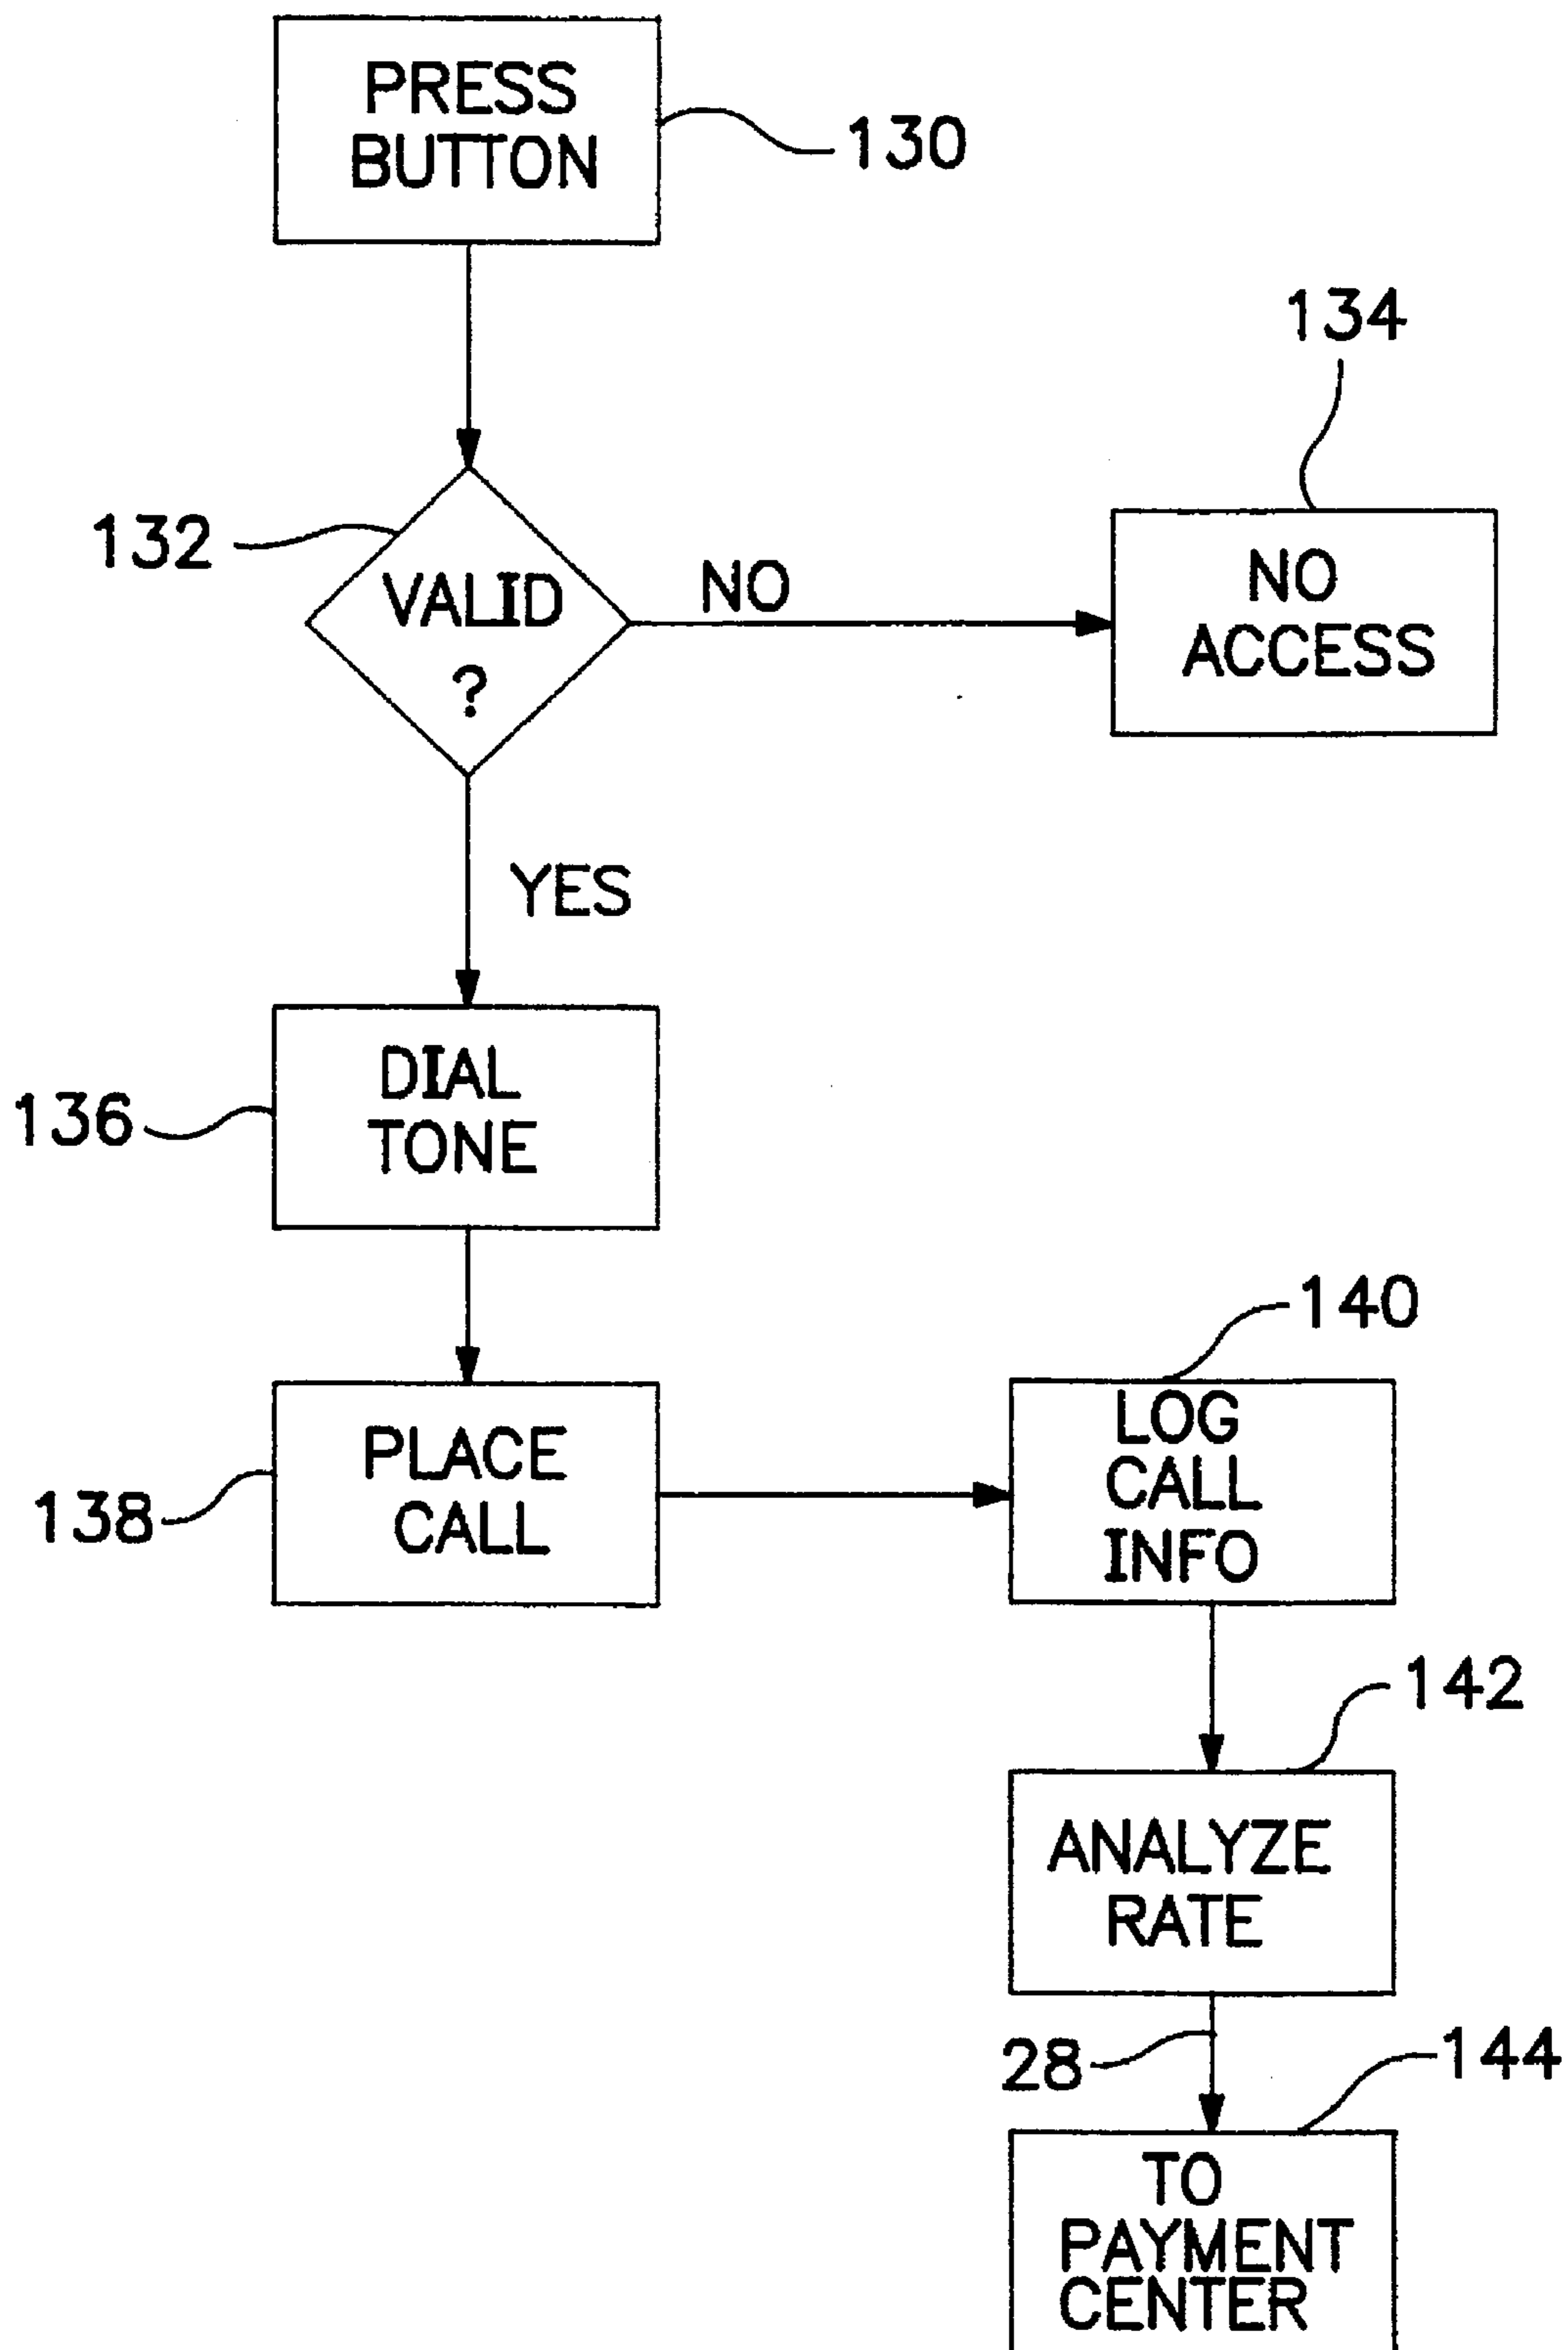 PRESS
BUTTON
130
134
132
VALID
?
NO
NO
ACCESS
YES
136
DIAL
TONE
140
138
PLACE
CALL
LOG
CALL
INFO
142
ANALYZE
RATE
28
144
TO
PAYMENT
CENTER